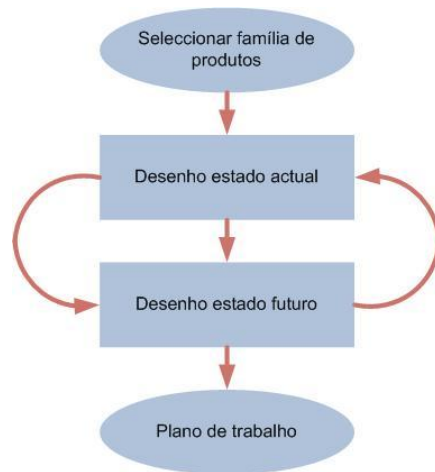 Seleccionar família de
produtos
Desenho estado actual
Desenho estado futuro
Plano de trabalho